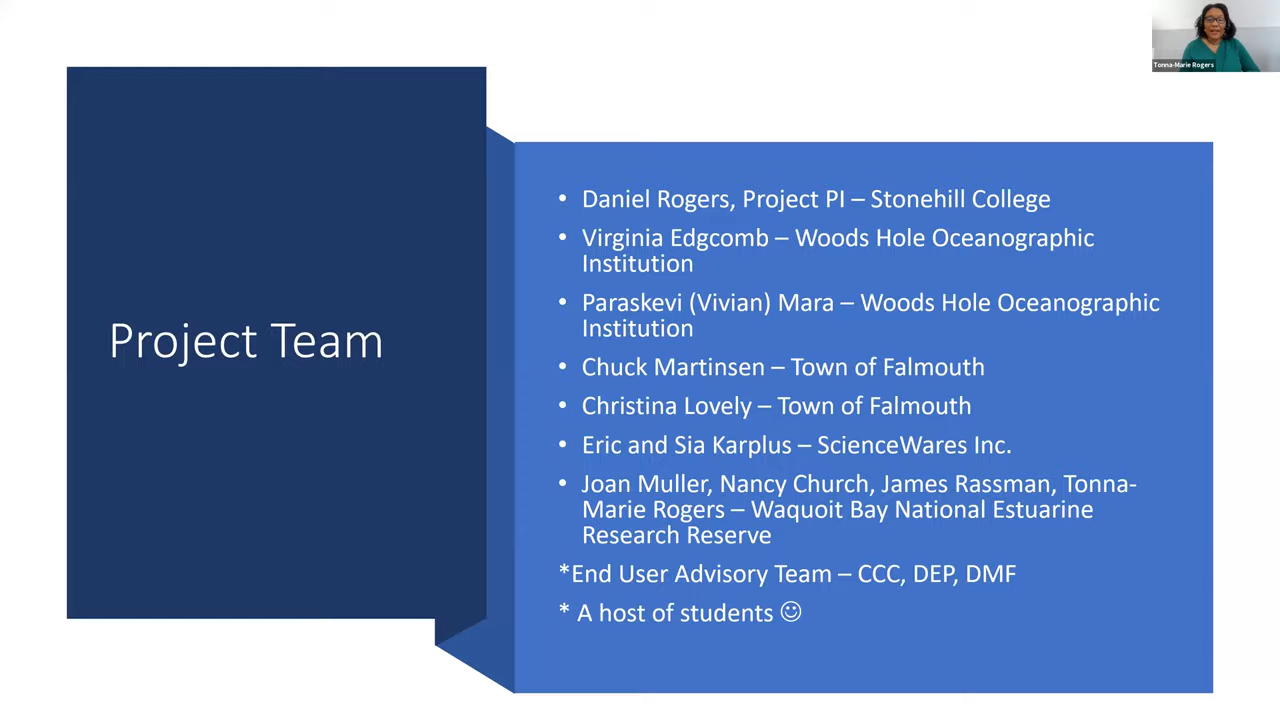 Tonna-Marie Rogers
Project Team
• Daniel Rogers, Project PI – Stonehill College
• Virginia Edgcomb – Woods Hole Oceanographic
Institution
• Paraskevi (Vivian) Mara – Woods Hole Oceanographic
Institution
• Chuck Martinsen – Town of Falmouth
• Christina Lovely – Town of Falmouth
• Eric and Sia Karplus – ScienceWares Inc.
• Joan Muller, Nancy Church, James Rassman, Tonna-
Marie Rogers – Waquoit Bay National Estuarine
Research Reserve
*End User Advisory Team – CCC, DEP, DMF
* A host of students ☺